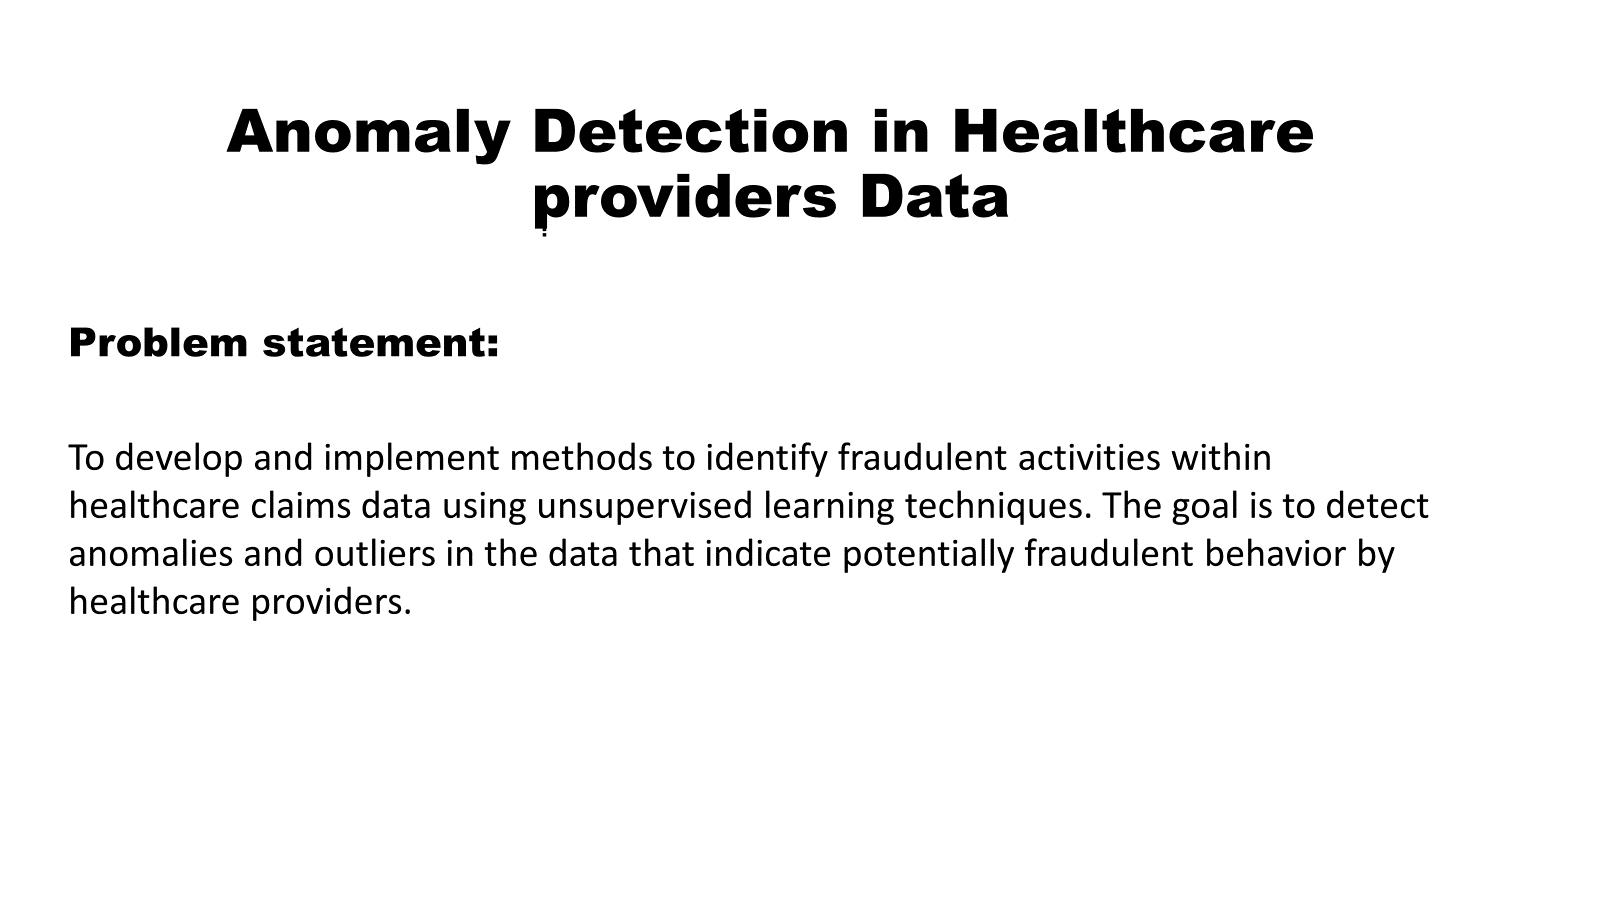 Anomaly Detection in Healthcare
providers Data
:
Problem statement:
To develop and implement methods to identify fraudulent activities within
healthcare claims data using unsupervised learning techniques. The goal is to detect
anomalies and outliers in the data that indicate potentially fraudulent behavior by
healthcare providers.